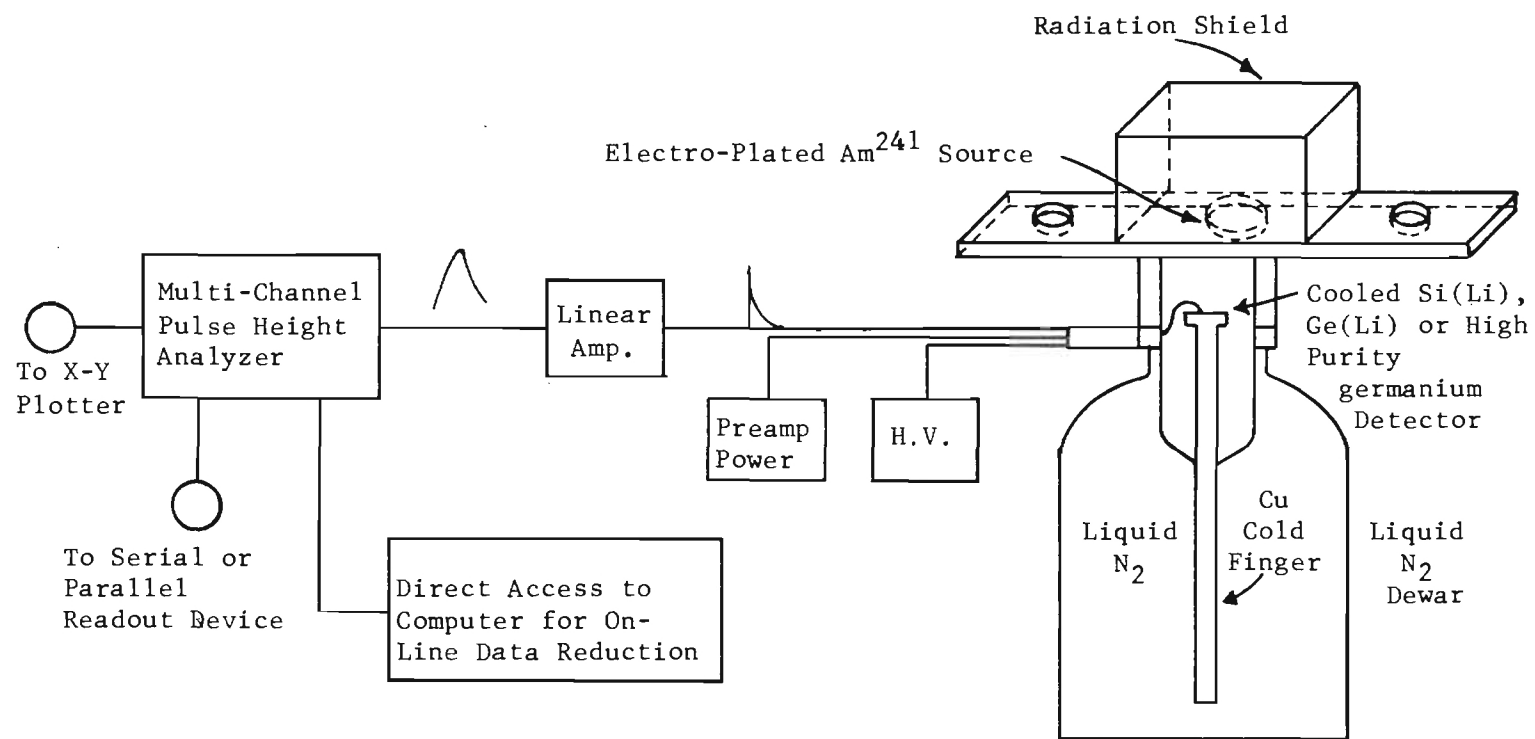 Radiation Shield
Electro-Plated Am241 Source
Multi-Channel
Pulse Height
Analyzer
Linear
Amp.
Cooled Si(Li),
Ge(Li) or High
Purity
germanium
Detector
To X-Y
Plotter
Preamp
Power
H.V.
To Serial or
Parallel
Readout Device
Direct Access to
Computer for On-
Line Data Reduction
Liquid
N2
Cu
Cold
Finger
Liquid
N2
Dewar